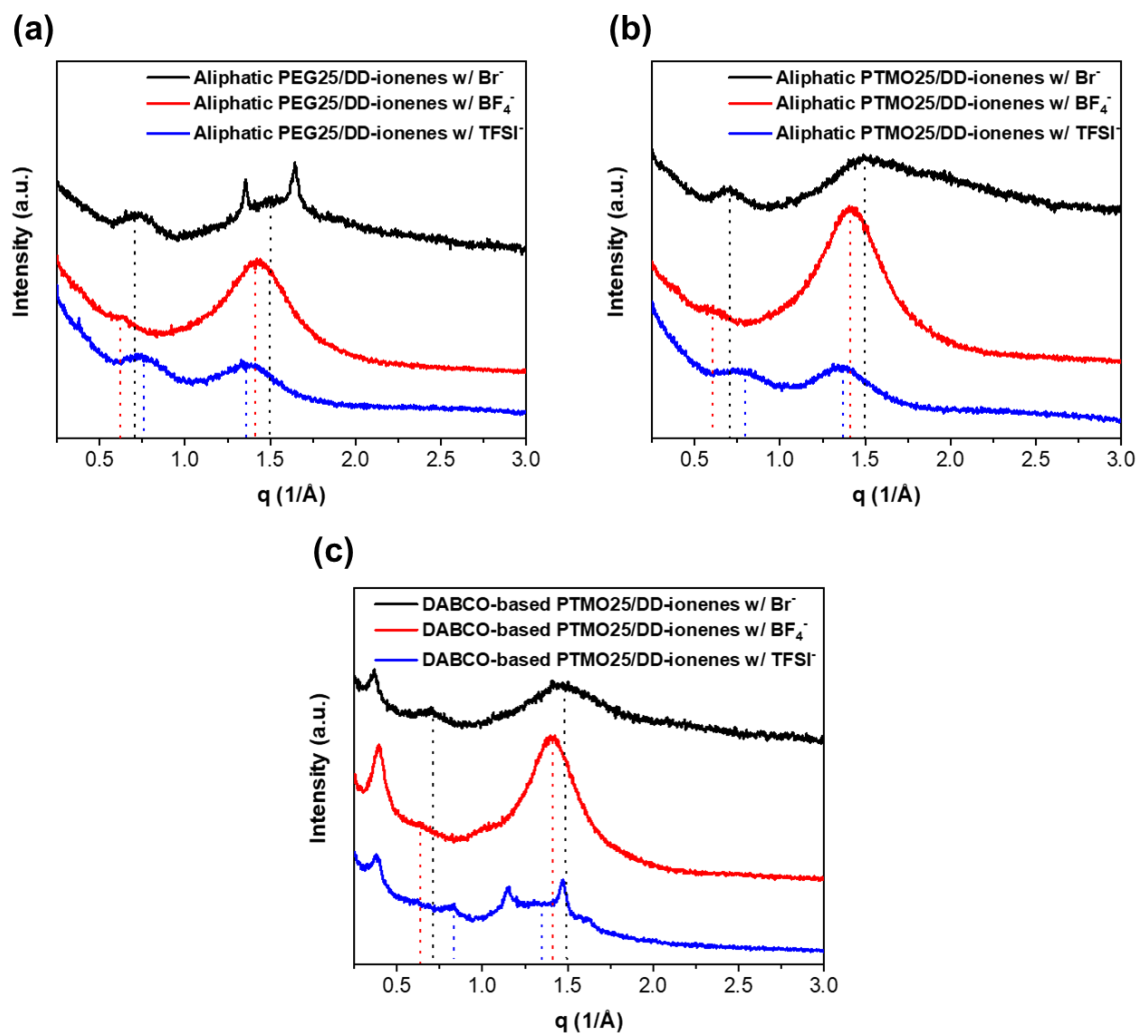 (a)
Aliphatic PEG25/DD-ionenes w/ Br⁻
Aliphatic PEG25/DD-ionenes w/ BF₄⁻
Aliphatic PEG25/DD-ionenes w/ TFSI⁻
Intensity (a.u.)
0.5 1.0 1.5 2.0 2.5 3.0
q (1/Å)
(b)
Aliphatic PTMO25/DD-ionenes w/ Br⁻
Aliphatic PTMO25/DD-ionenes w/ BF₄⁻
Aliphatic PTMO25/DD-ionenes w/ TFSI⁻
Intensity (a.u.)
0.5 1.0 1.5 2.0 2.5 3.0
q (1/Å)
(c)
DABCO-based PTMO25/DD-ionenes w/ Br⁻
DABCO-based PTMO25/DD-ionenes w/ BF₄⁻
DABCO-based PTMO25/DD-ionenes w/ TFSI⁻
Intensity (a.u.)
0.5 1.0 1.5 2.0 2.5 3.0
q (1/Å)